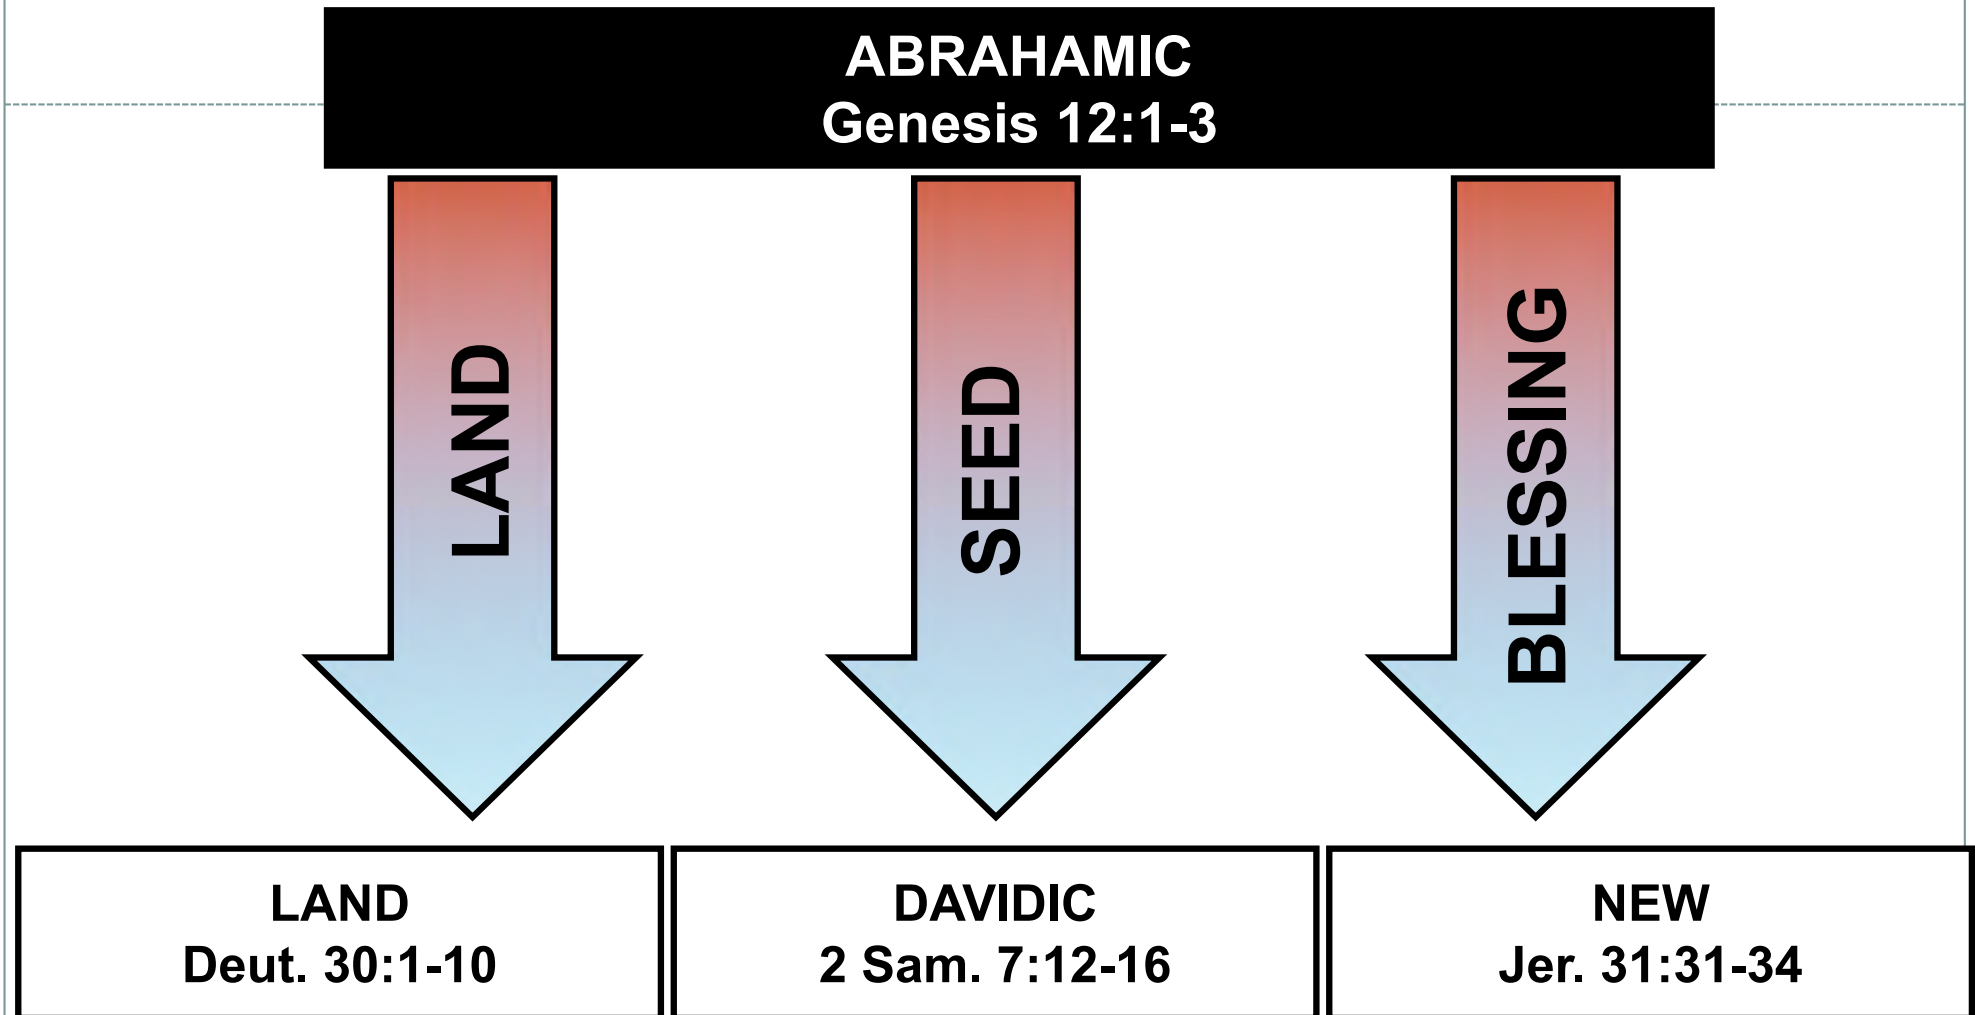 ABRAHAMIC
Genesis 12:1-3
LAND
SEED
BLESSING
LAND
Deut. 30:1-10
DAVIDIC
2 Sam. 7:12-16
NEW
Jer. 31:31-34